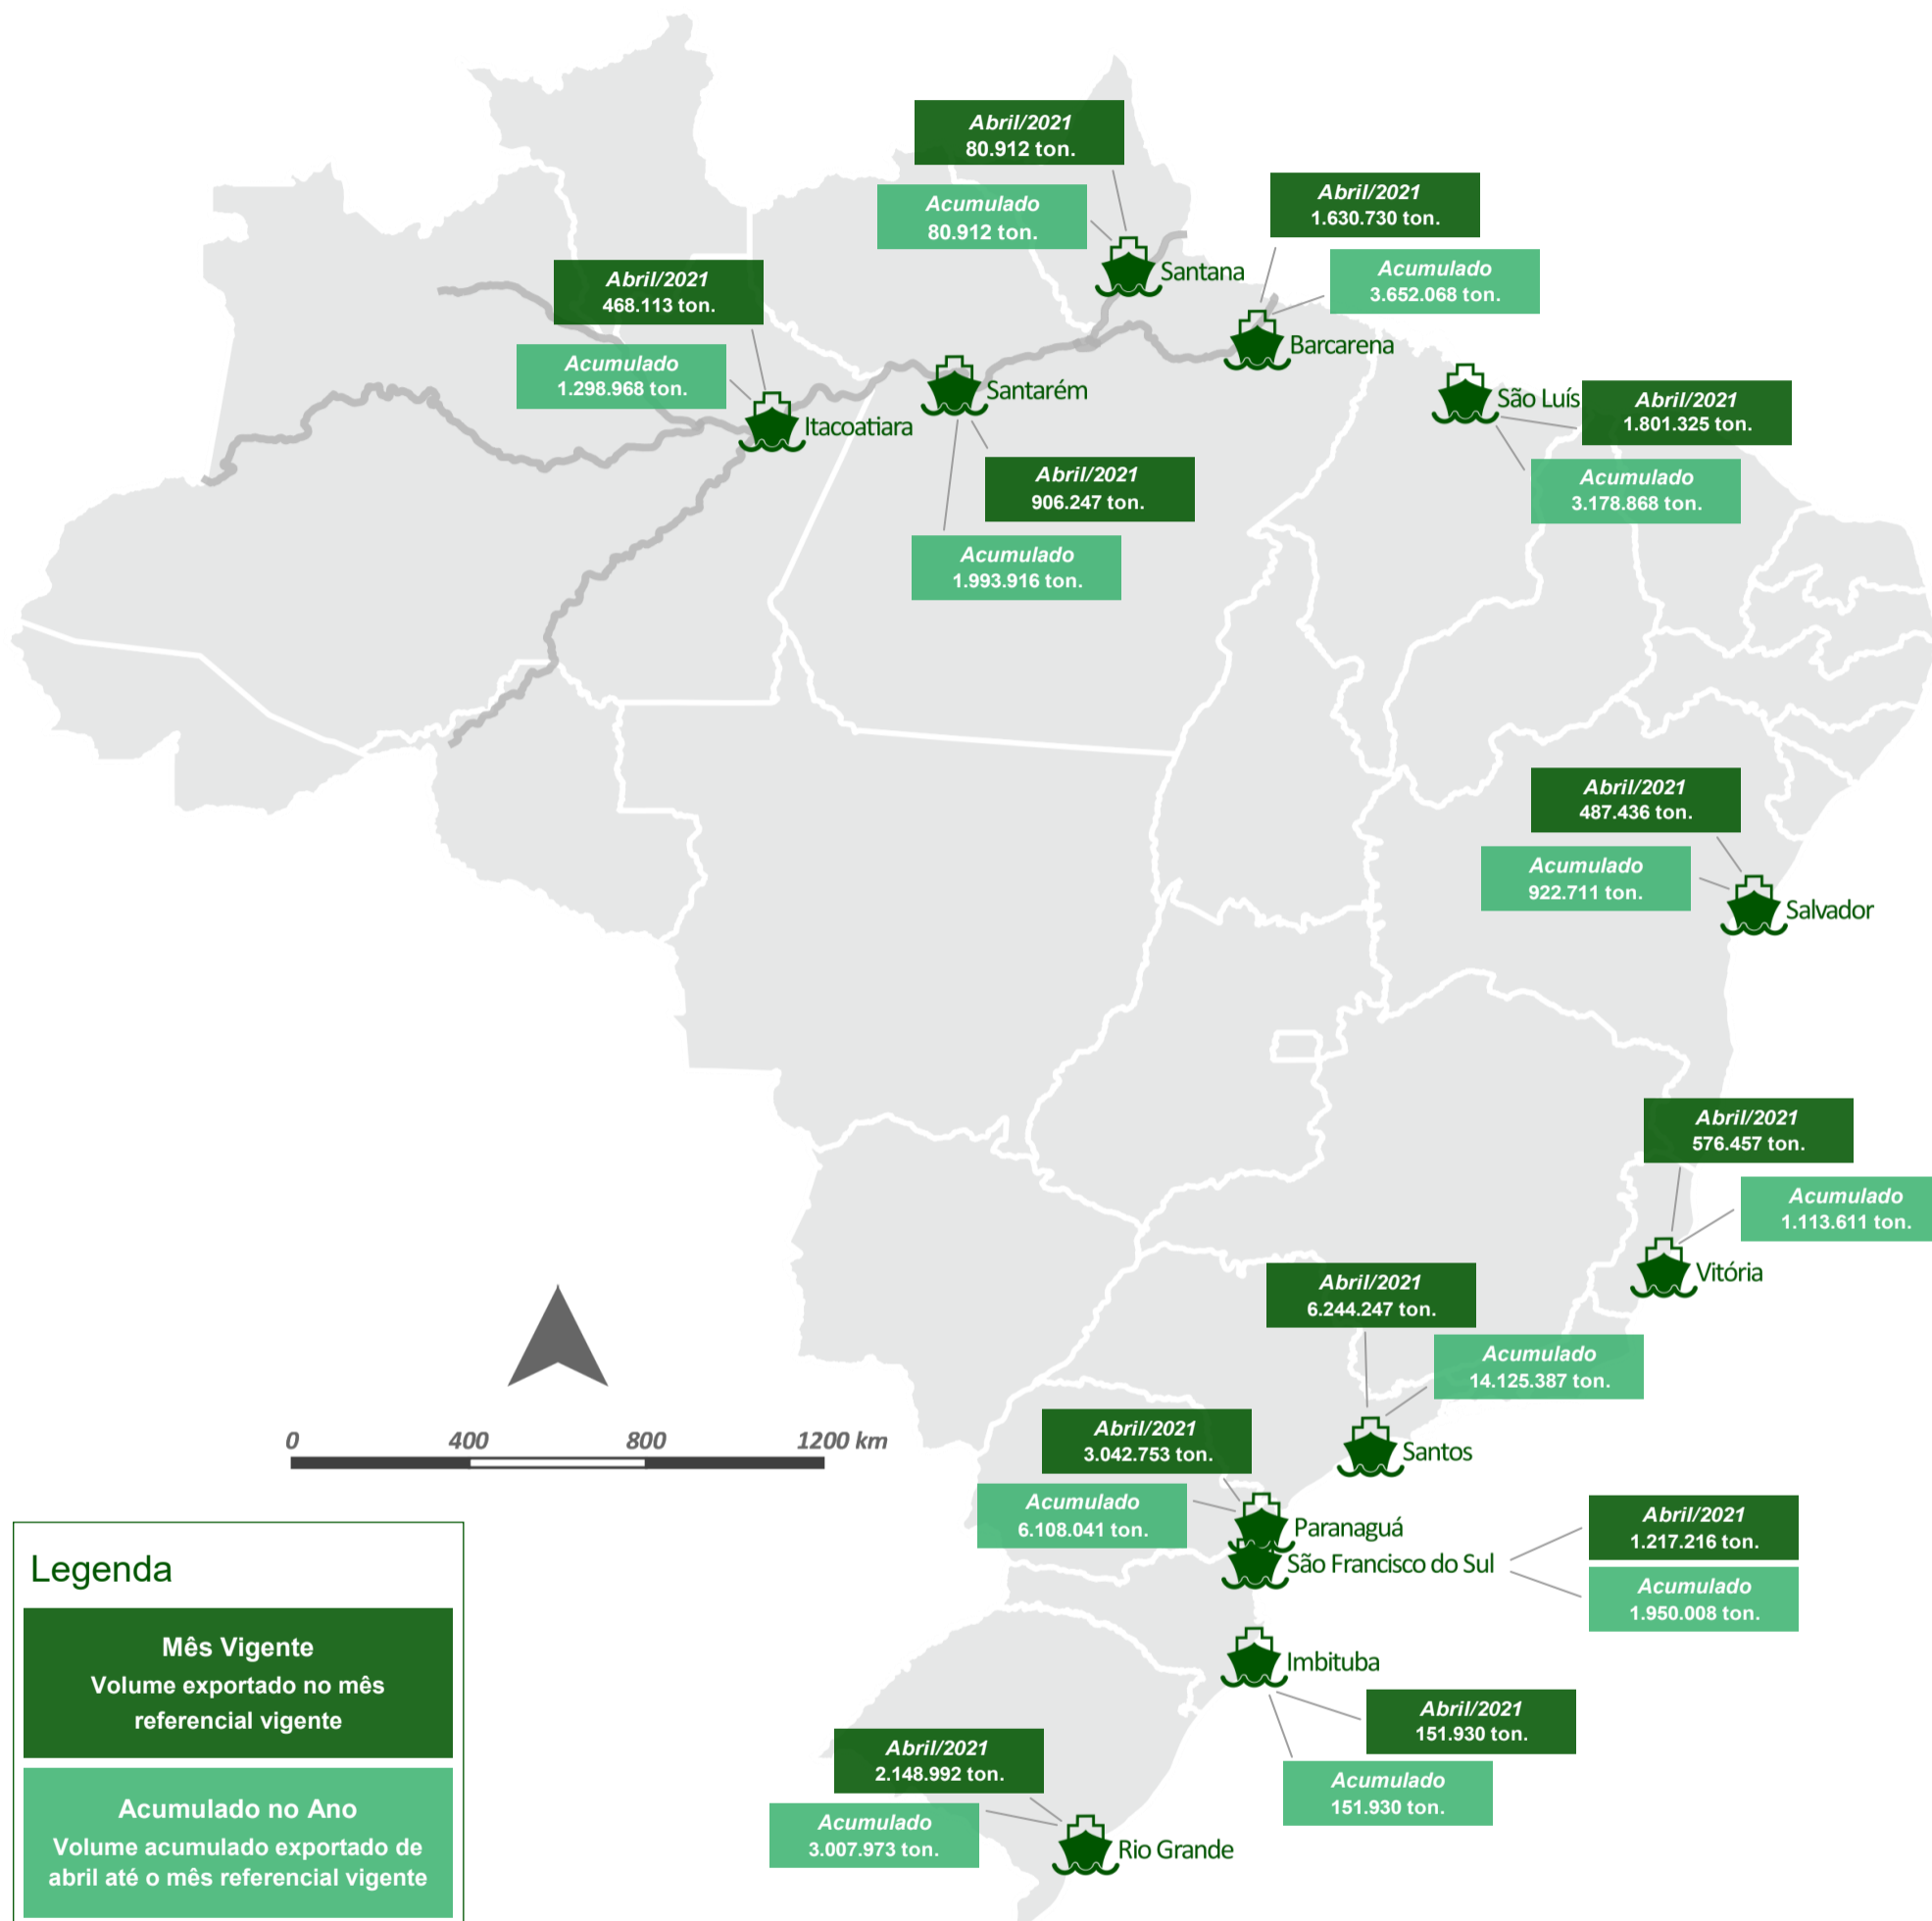 Abril/2021
80.912 ton.
Acumulado
80.912 ton.
Santana
Abril/2021
1.630.730 ton.
Acumulado
3.652.068 ton.
Barcarena
Abril/2021
468.113 ton.
Acumulado
1.298.968 ton.
Itacoatiara
Santarém
Abril/2021
906.247 ton.
Acumulado
1.993.916 ton.
São Luís
Abril/2021
1.801.325 ton.
Acumulado
3.178.868 ton.
Abril/2021
487.436 ton.
Acumulado
922.711 ton.
Salvador
Abril/2021
576.457 ton.
Acumulado
1.113.611 ton.
Vitória
Abril/2021
6.244.247 ton.
Acumulado
14.125.387 ton.
Santos
Abril/2021
3.042.753 ton.
Acumulado
6.108.041 ton.
Paranaguá
São Francisco do Sul
Abril/2021
1.217.216 ton.
Acumulado
1.950.008 ton.
Imbituba
Abril/2021
151.930 ton.
Acumulado
151.930 ton.
Abril/2021
2.148.992 ton.
Acumulado
3.007.973 ton.
Rio Grande
0 400 800 1200 km
Legenda
Mês Vigente
Volume exportado no mês
referencial vigente
Acumulado no Ano
Volume acumulado exportado de
abril até o mês referencial vigente